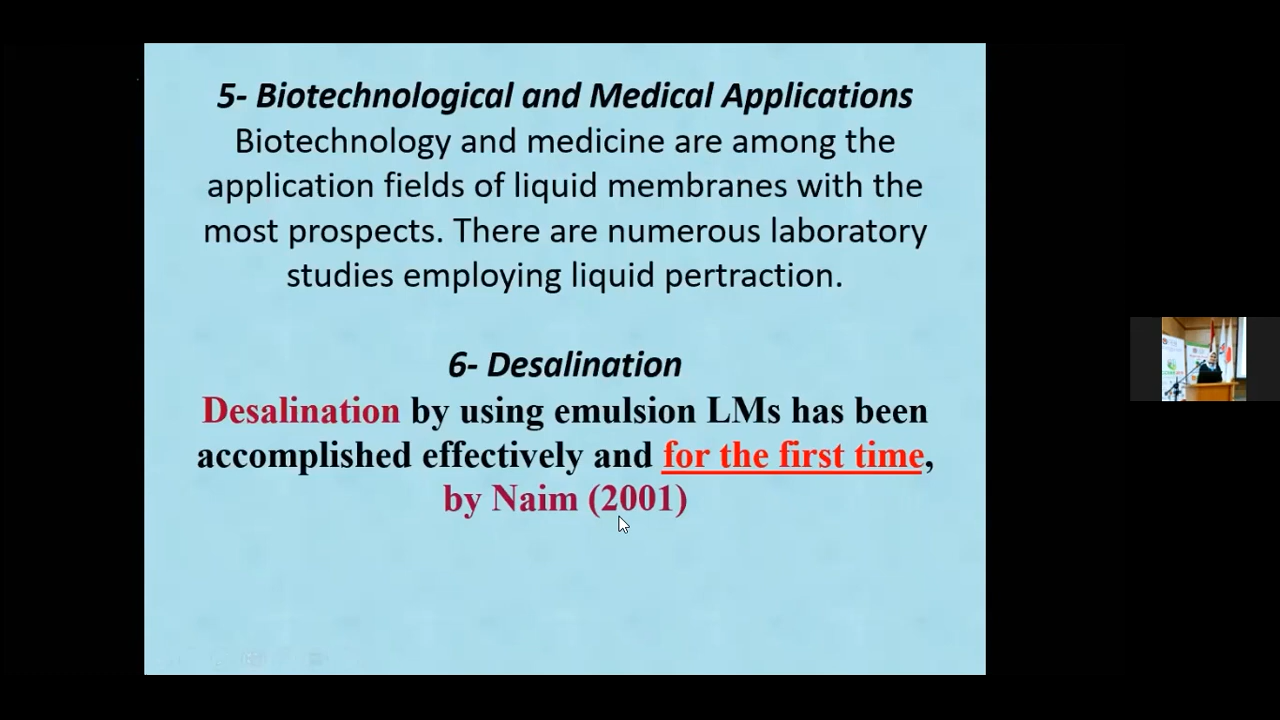 5- Biotechnological and Medical Applications
Biotechnology and medicine are among the
application fields of liquid membranes with the
most prospects. There are numerous laboratory
studies employing liquid pertraction.
6- Desalination
Desalination by using emulsion LMs has been
accomplished effectively and for the first time,
by Naim (2001)